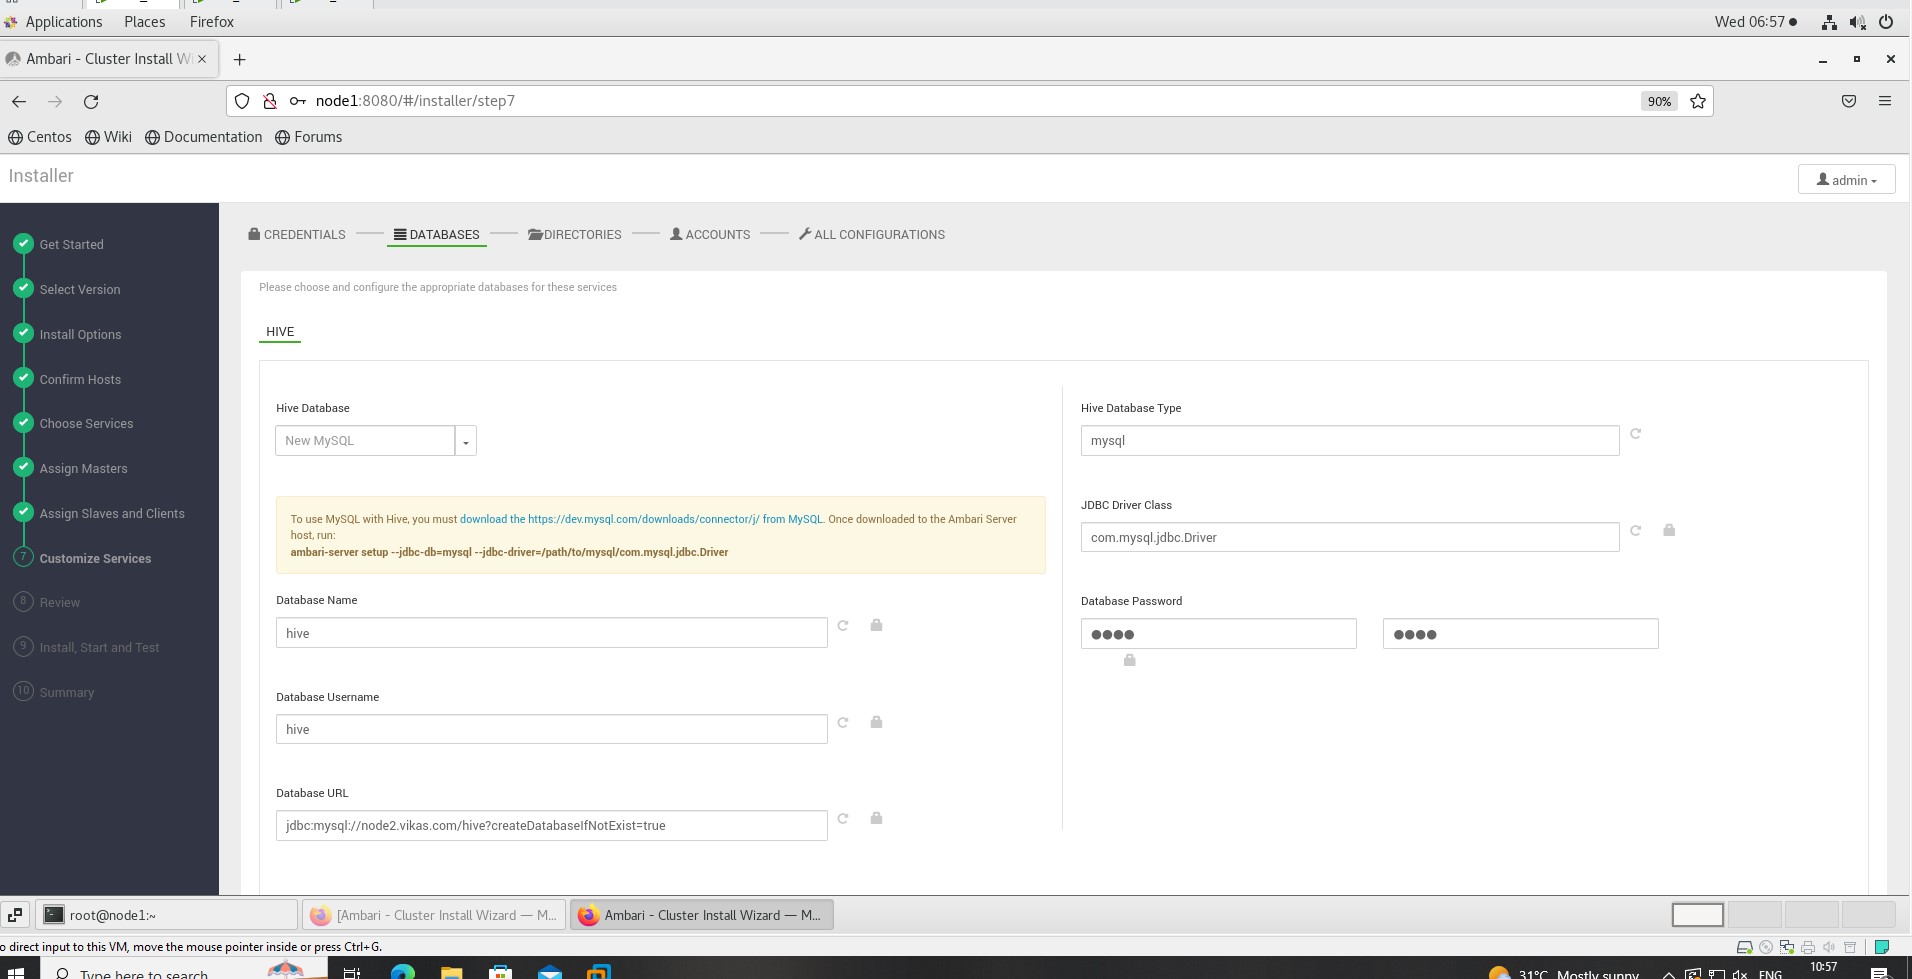 Applications Places Firefox Wed 06:57
Ambari - Cluster Install Wi
node1:8080/#/installer/step7 90%
Centos Wiki Documentation Forums
Installer admin
CREDENTIALS DATABASES DIRECTORIES ACCOUNTS ALL CONFIGURATIONS
Get Started
Select Version
Install Options
Confirm Hosts
Choose Services
Assign Masters
Assign Slaves and Clients
7 Customize Services
8 Review
9 Install, Start and Test
10 Summary
Please choose and configure the appropriate databases for these services
HIVE
Hive Database
New MySQL
To use MySQL with Hive, you must download the https://dev.mysql.com/downloads/connector/j/ from MySQL. Once downloaded to the Ambari Server
host, run:
ambari-server setup --jdbc-db=mysql --jdbc-driver=/path/to/mysql/com.mysql.jdbc.Driver
Database Name
hive
Database Username
hive
Database URL
jdbc:mysql://node2.vikas.com/hive?createDatabaseIfNotExist=true
Hive Database Type
mysql
JDBC Driver Class
com.mysql.jdbc.Driver
Database Password
●●●● ●●●●
root@node1:~ [Ambari - Cluster Install Wizard — M... Ambari - Cluster Install Wizard — M...
o direct input to this VM, move the mouse pointer inside or press Ctrl+G.
Type here to search 31°C Mostly sunny ENG 10:57